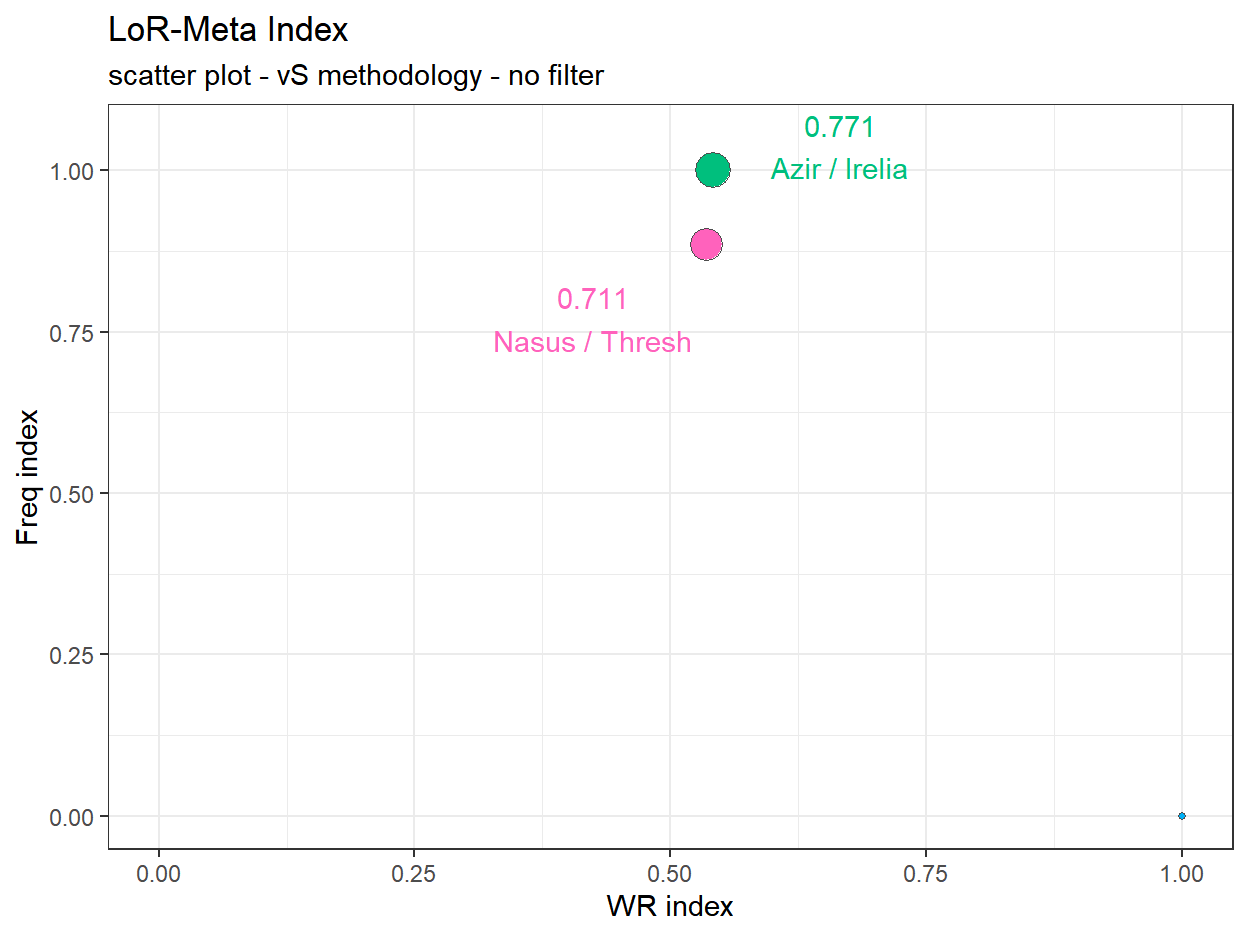 LoR-Meta Index
scatter plot - vS methodology - no filter
0.771
Azir / Irelia
0.711
Nasus / Thresh
Freq index
1.00
0.75
0.50
0.25
0.00
0.00 0.25 0.50 0.75 1.00
WR index